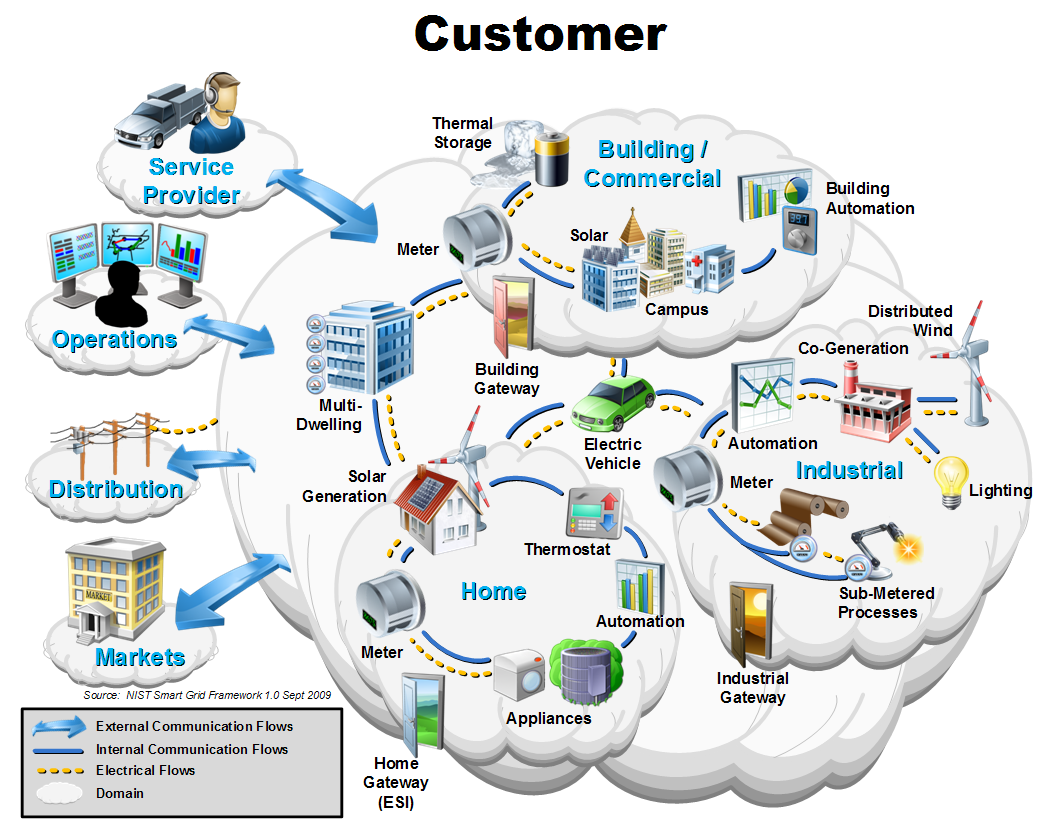 Customer
Service
Provider
Operations
Distribution
MARKET
Markets
Source: NIST Smart Grid Framework 1.0 Sept 2009
External Communication Flows
Internal Communication Flows
Electrical Flows
Domain
Thermal
Storage
Building /
Commercial
Building
Automation
Meter
Solar
Campus
Building
Gateway
Multi-
Dwelling
Electric
Vehicle
Distributed
Wind
Co-Generation
Automation
Industrial
Meter
Lighting
Sub-Metered
Processes
Industrial
Gateway
Solar
Generation
Thermostat
Home
Automation
Meter
Appliances
Home
Gateway
(ESI)